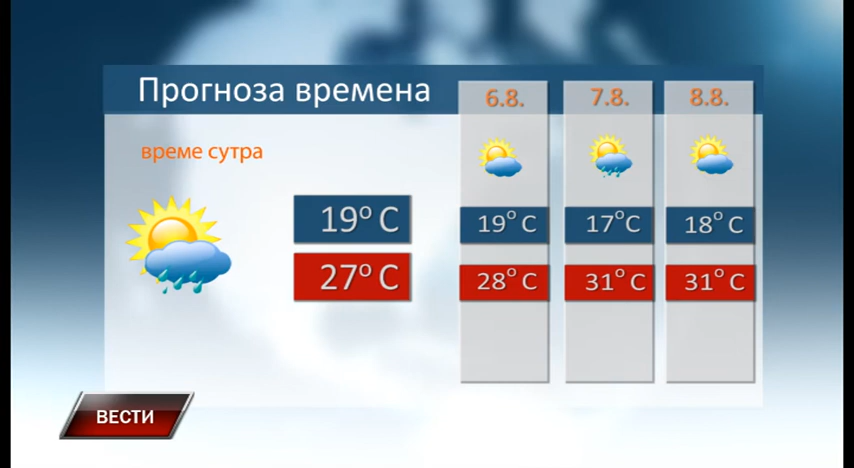 Прогноза времена
време сутра
19° C
27° C
6.8.
19° C
28° C
7.8.
17°C
31° C
8.8.
18° C
31° C
ВЕСТИ